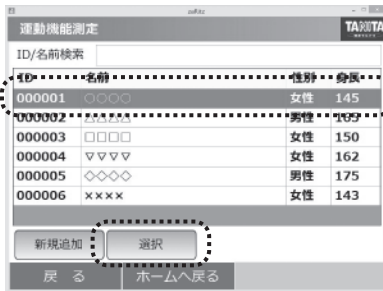 運動機能測定
TANITA
ID/名前検索
ID 名前 性別 身長
000001 ○○○○ 女性 145
000002 △△△△ 男性 165
000003 □□□□ 女性 150
000004 ▽▽▽▽ 女性 162
000005 ◇◇◇◇ 男性 175
000006 ×××× 女性 143
新規追加 選択
戻る ホームへ戻る